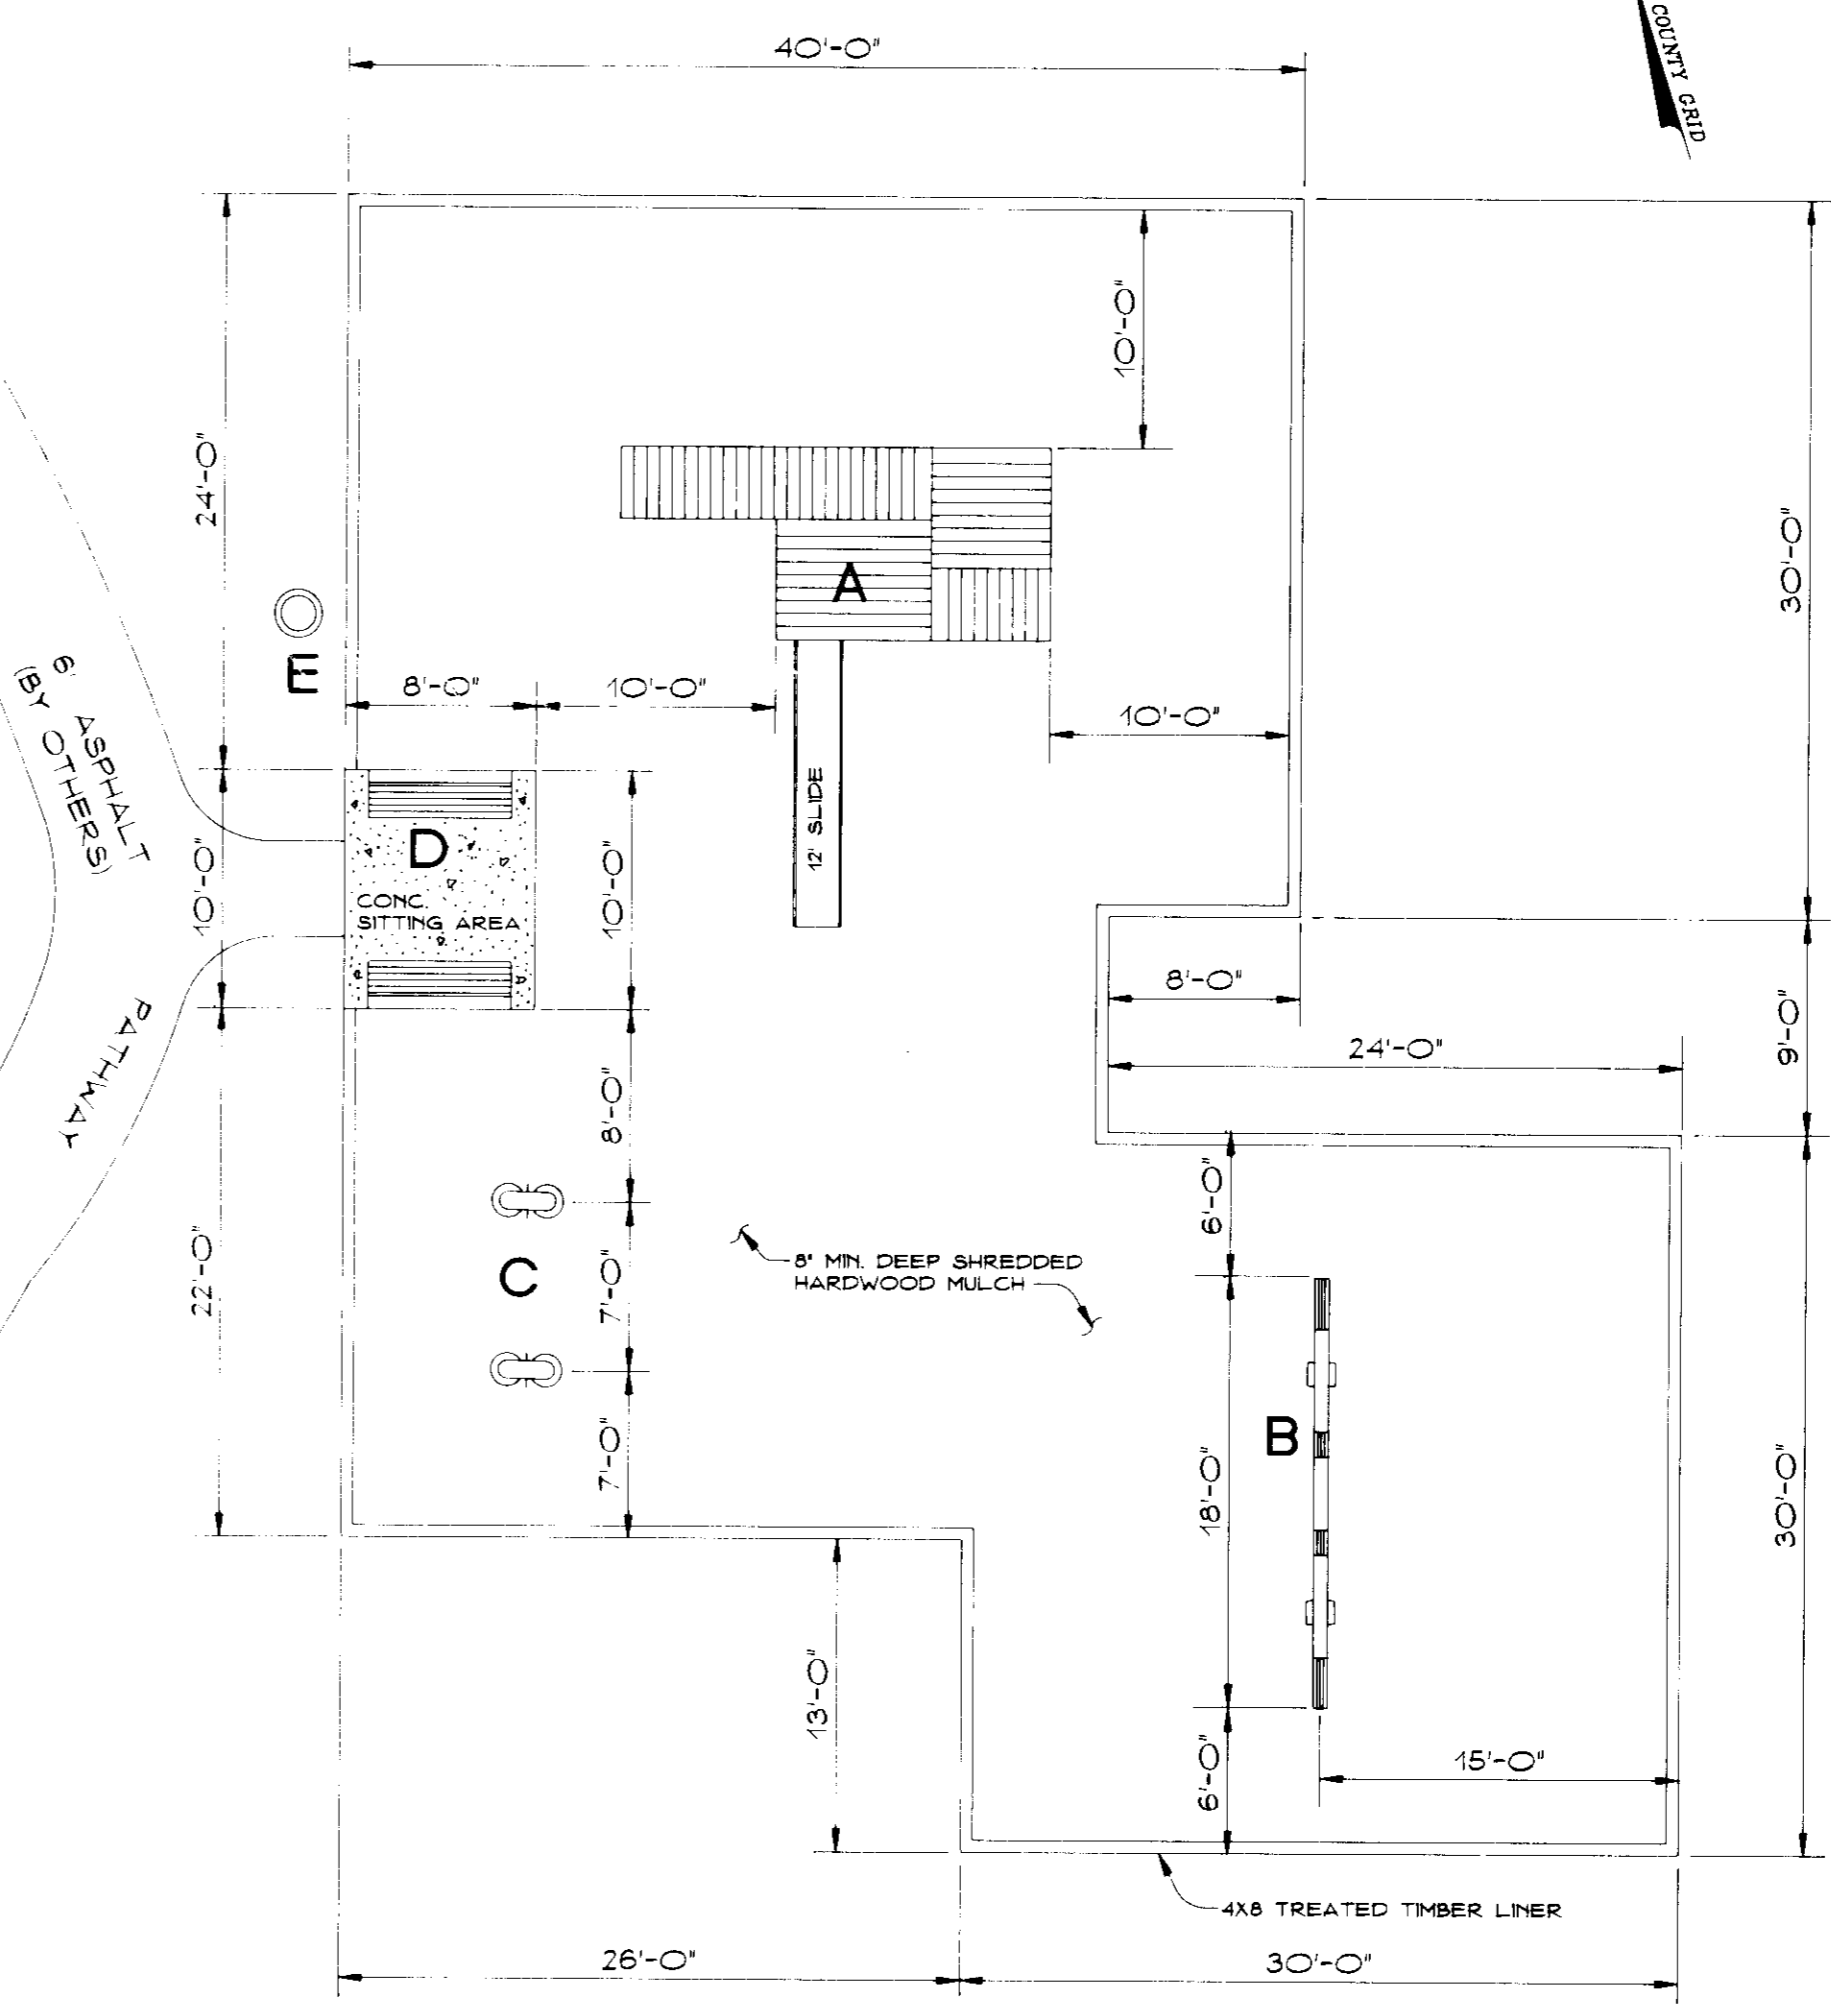 COUNTY GRID
40'-0"
24'-0"
10'-0"
30'-0"
A
E
8'-0"
10'-0"
10'-0"
12' SLIDE
6' ASPHALT
(BY OTHERS)
PATHWAY
10'-0"
D
CONC.
SITTING AREA
10'-0"
8'-0"
24'-0"
9'-0"
8'-0"
22'-0"
C
7'-0"
7'-0"
8" MIN. DEEP SHREDDED
HARDWOOD MULCH
6'-0"
B
18'-0"
30'-0"
13'-0"
6'-0"
15'-0"
4X8 TREATED TIMBER LINER
26'-0"
30'-0"